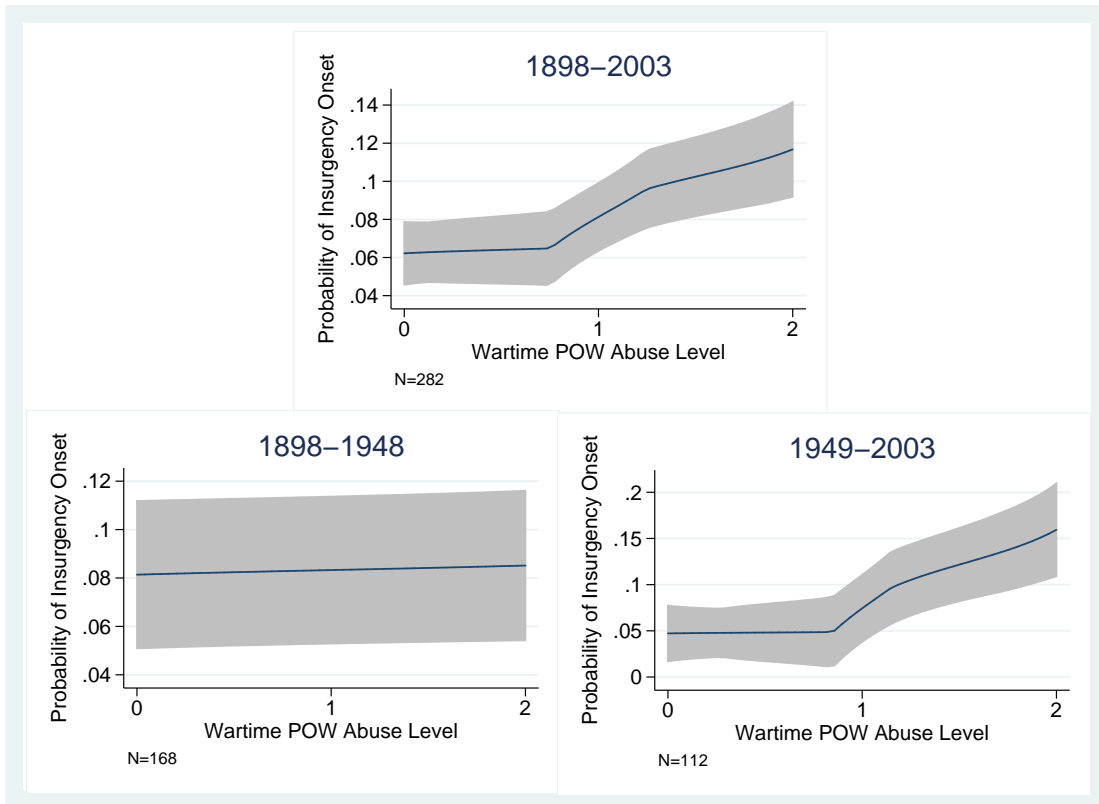 1898–2003
Probability of Insurgency Onset
.14
.12
.1
.08
.06
.04
0 1 2
Wartime POW Abuse Level
N=282
1898–1948
Probability of Insurgency Onset
.12
.1
.08
.06
.04
0 1 2
Wartime POW Abuse Level
N=168
1949–2003
Probability of Insurgency Onset
.2
.15
.1
.05
0
0 1 2
Wartime POW Abuse Level
N=112